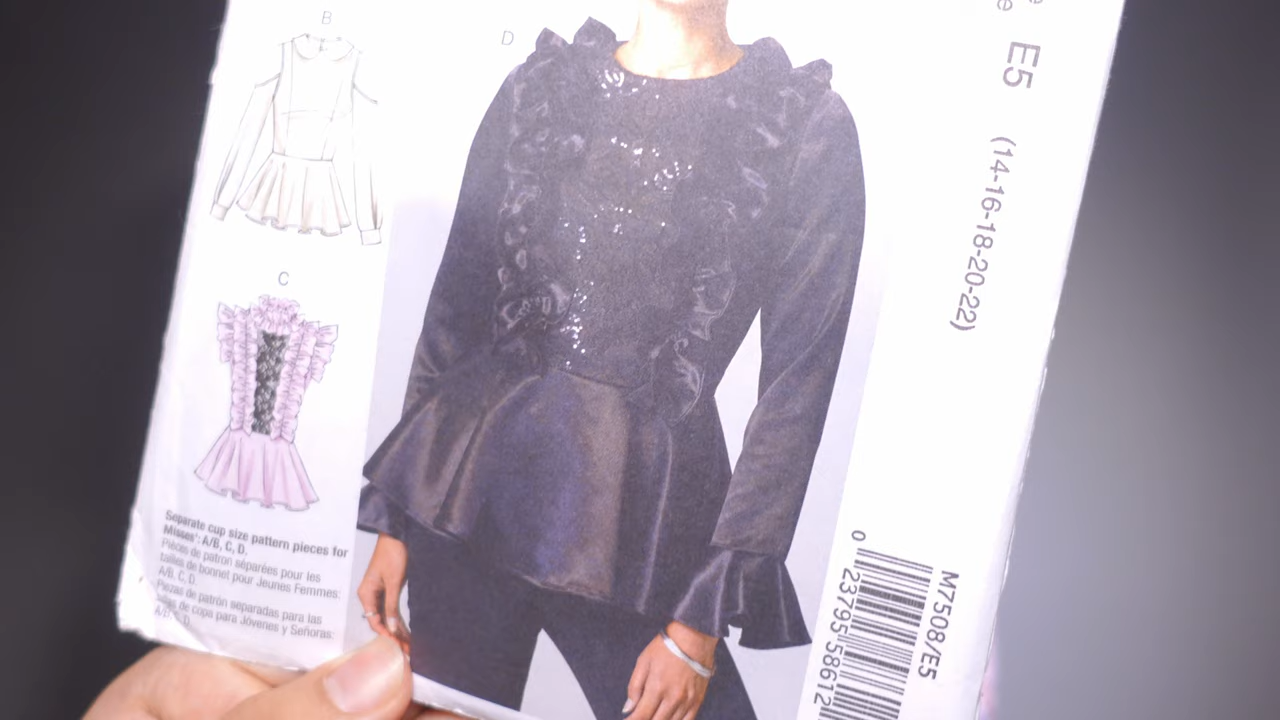 B
D
C
E5
(14-16-18-20-22)
Separate cup size pattern pieces for
Misses': A/B, C, D.
Pièces de patron séparées pour les
tailles de bonnet pour Jeunes Femmes:
A/B, C, D.
Piezas de patrón separadas para las
tallas de copa para Jóvenes y Señoras:
A/B, C, D.
0
23795 58612
M7508/E5